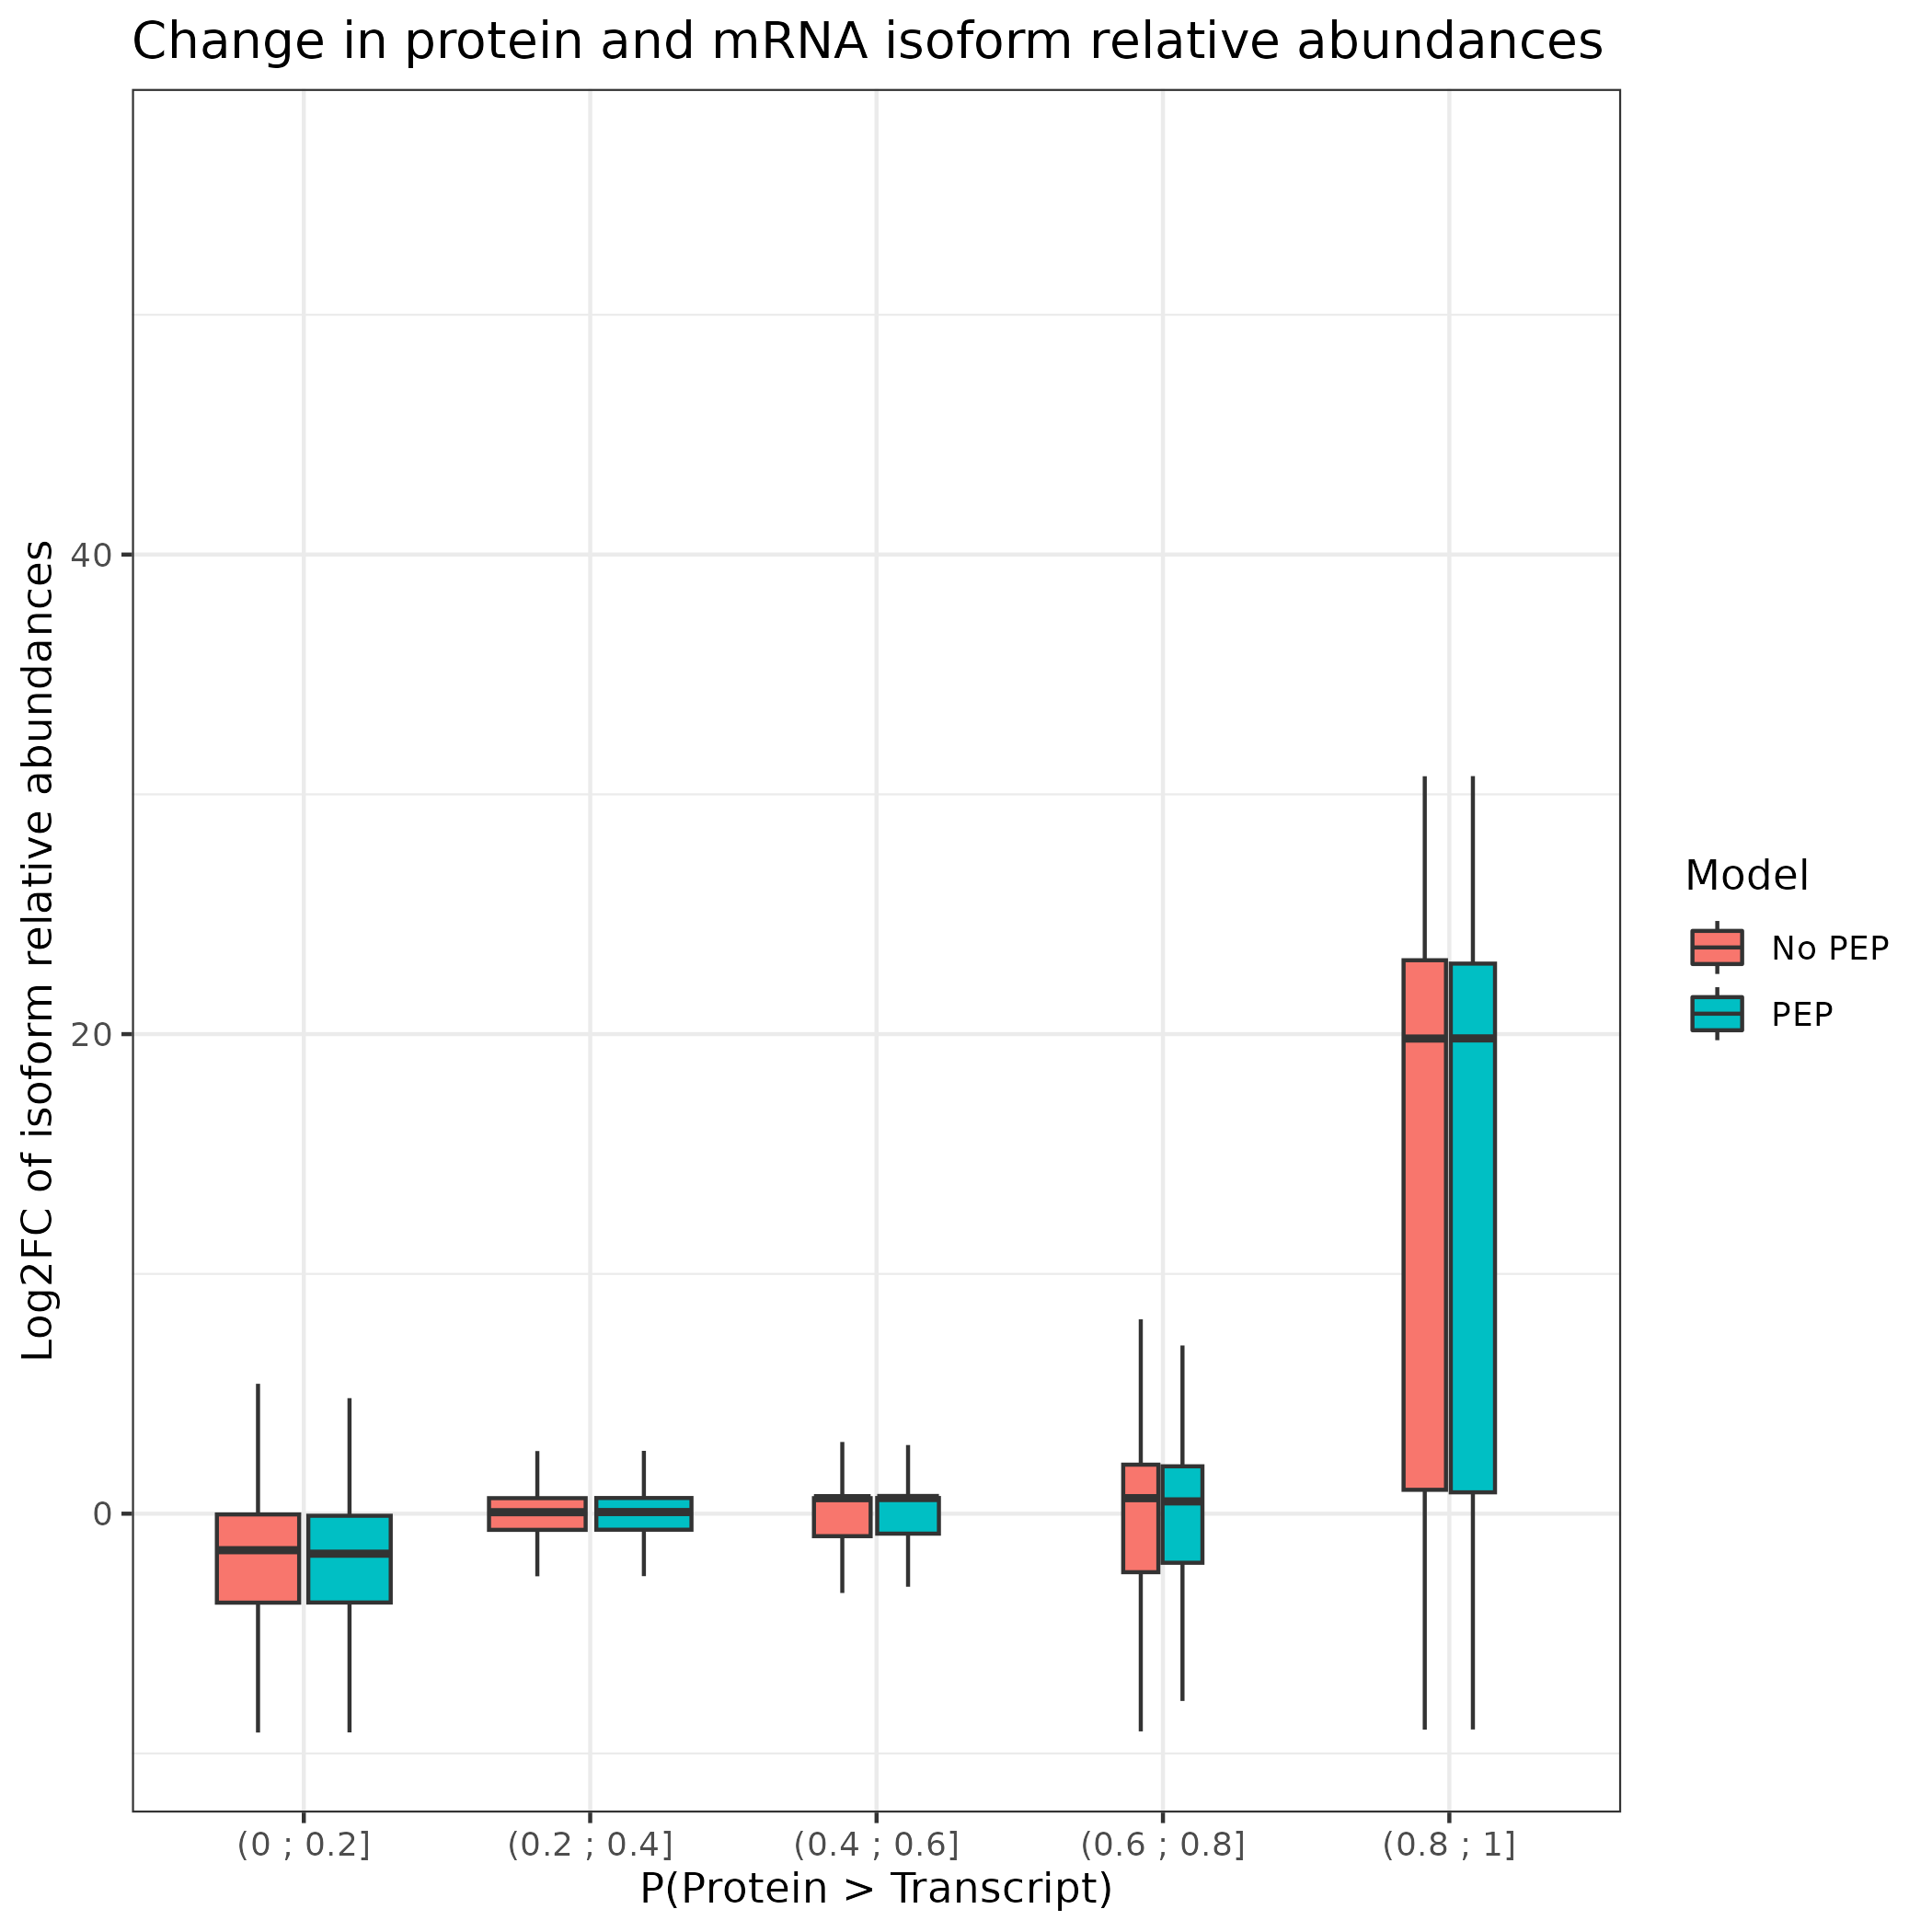 Change in protein and mRNA isoform relative abundances
Log2FC of isoform relative abundances
40
20
0
(0 ; 0.2]
(0.2 ; 0.4]
(0.4 ; 0.6]
(0.6 ; 0.8]
(0.8 ; 1]
P(Protein > Transcript)
Model
No PEP
PEP